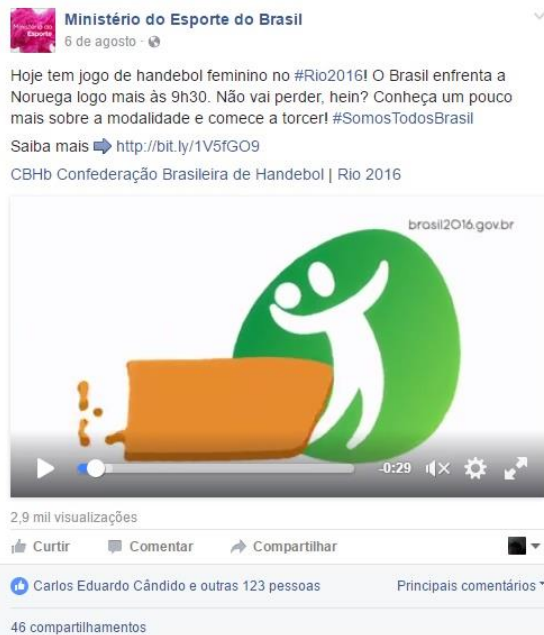 Ministério do Esporte
Ministério do Esporte do Brasil
6 de agosto ·
Hoje tem jogo de handebol feminino no #Rio2016! O Brasil enfrenta a
Noruega logo mais às 9h30. Não vai perder, hein? Conheça um pouco
mais sobre a modalidade e comece a torcer! #SomosTodosBrasil
Saiba mais ➡ http://bit.ly/1V5fGO9
CBHb Confederação Brasileira de Handebol | Rio 2016
brasil2016.gov.br
-0:29
2,9 mil visualizações
Curtir Comentar Compartilhar
Carlos Eduardo Cândido e outras 123 pessoas Principais comentários
46 compartilhamentos